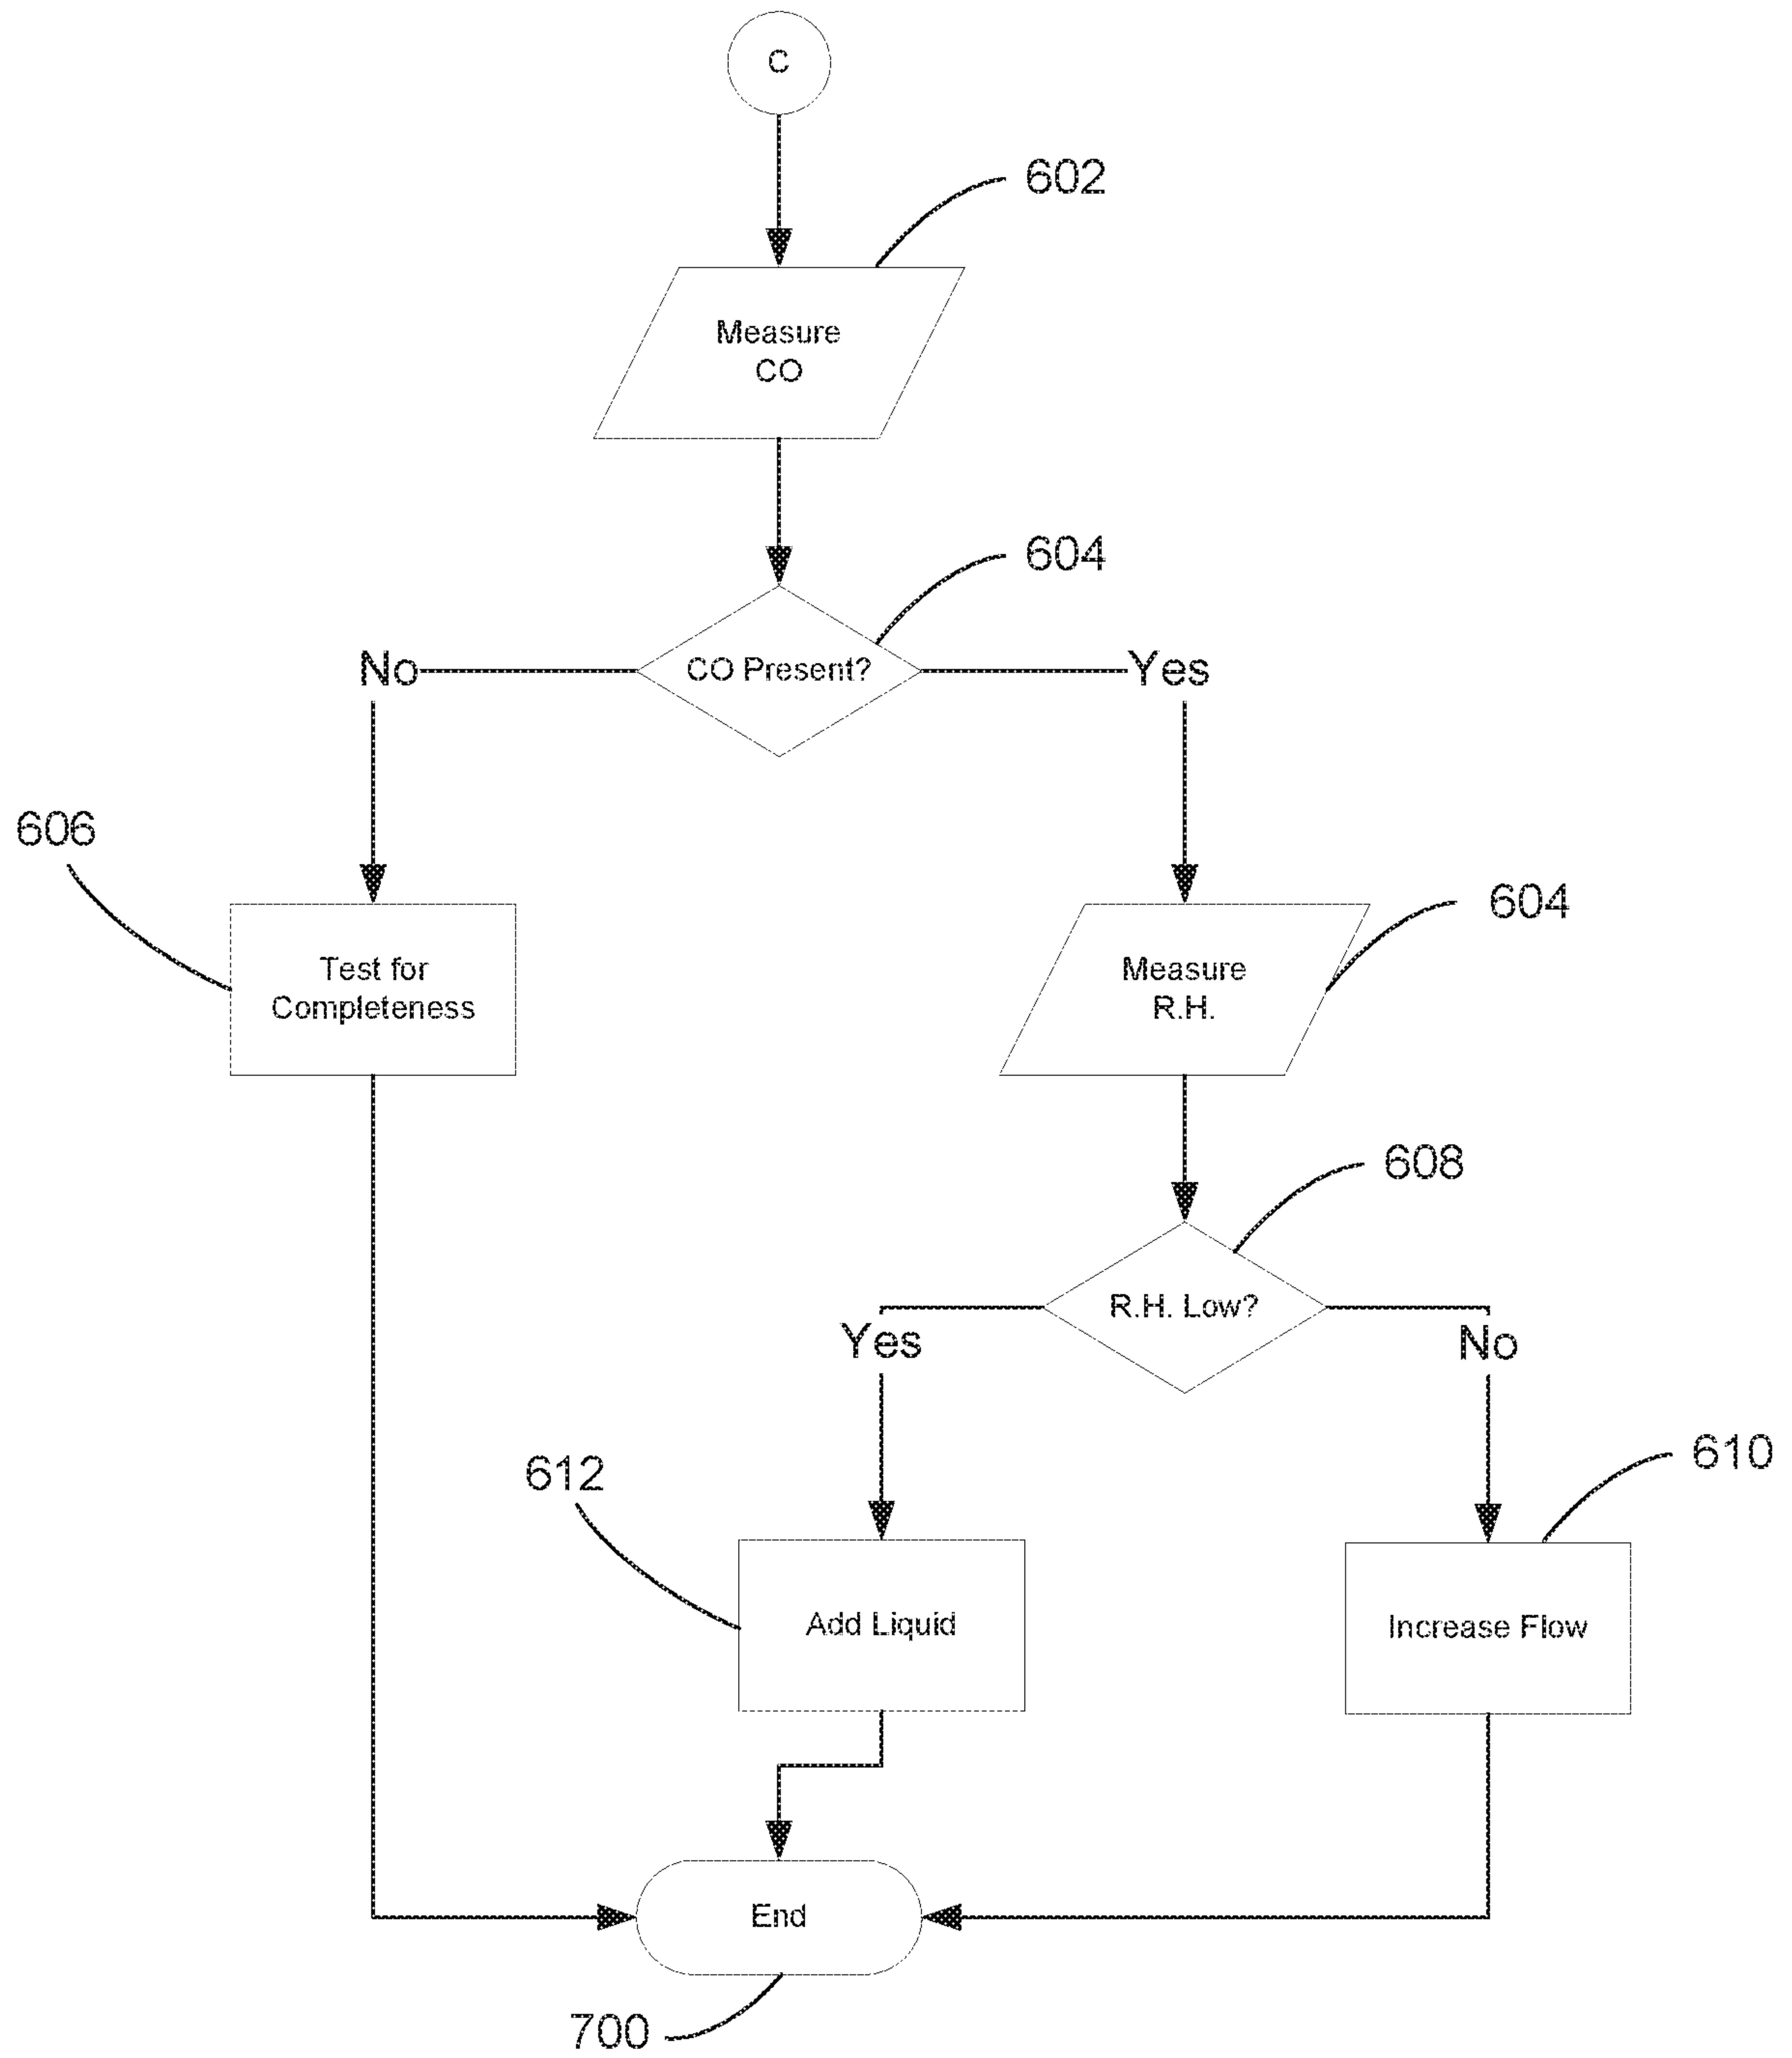 C
602
Measure
CO
604
No
CO Present?
Yes
606
604
Test for
Completeness
Measure
R.H.
608
R.H. Low?
Yes
No
610
612
Add Liquid
Increase Flow
End
700